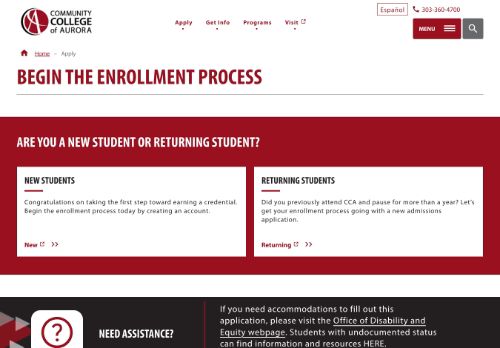 COMMUNITY
COLLEGE
of AURORA
Español
303-360-4700
Apply
Get Info
Programs
Visit
MENU
Home » Apply
BEGIN THE ENROLLMENT PROCESS
ARE YOU A NEW STUDENT OR RETURNING STUDENT?
NEW STUDENTS
Congratulations on taking the first step toward earning a credential.
Begin the enrollment process today by creating an account.
New >>
RETURNING STUDENTS
Did you previously attend CCA and pause for more than a year? Let's
get your enrollment process going with a new admissions
application.
Returning >>
NEED ASSISTANCE?
If you need accommodations to fill out this
application, please visit the Office of Disability and
Equity webpage. Students with undocumented status
can find information and resources HERE.